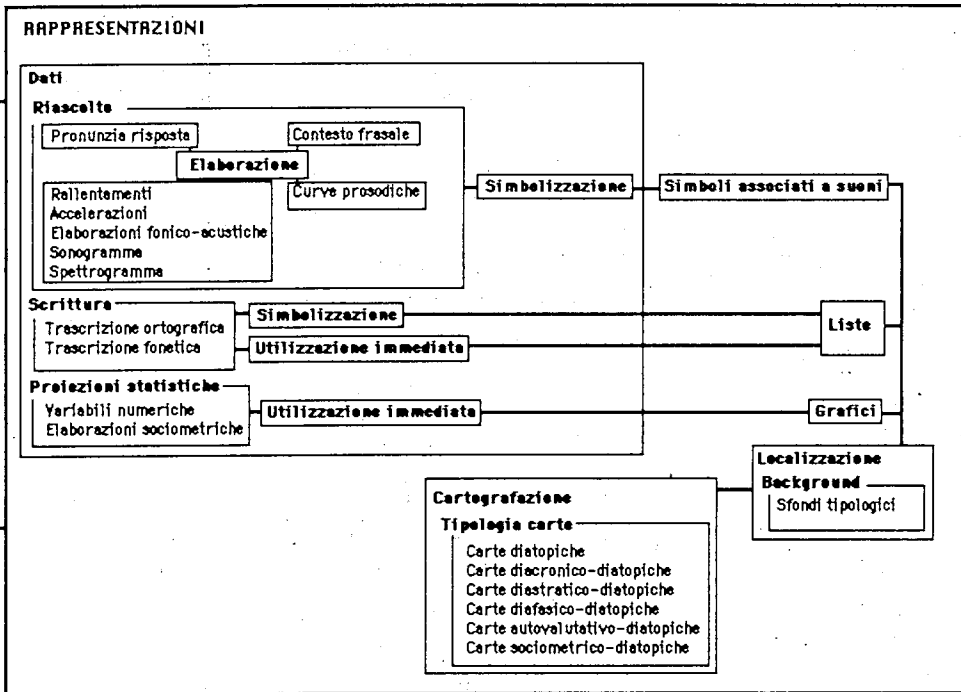 RAPPRESENTAZIONI
Dati
Riascolto
Pronunzia risposta
Contesto frasale
Elaborazione
Curve prosodiche
Rallentamenti
Accelerazioni
Elaborazioni fonico-acustiche
Sonogramma
Spettrogramma
Simbolizzazione
Simboli associati a suoni
Scrittura
Trascrizione ortografica
Trascrizione fonetica
Simbolizzazione
Utilizzazione immediata
Liste
Proiezioni statistiche
Variabili numeriche
Elaborazioni sociometriche
Utilizzazione immediata
Grafici
Localizzazione
Background
Sfondi tipologici
Cartografazione
Tipologia carte
Carte diatopiche
Carte diacronico-diatopiche
Carte diastratico-diatopiche
Carte diafasico-diatopiche
Carte autovalutativo-diatopiche
Carte sociometrico-diatopiche